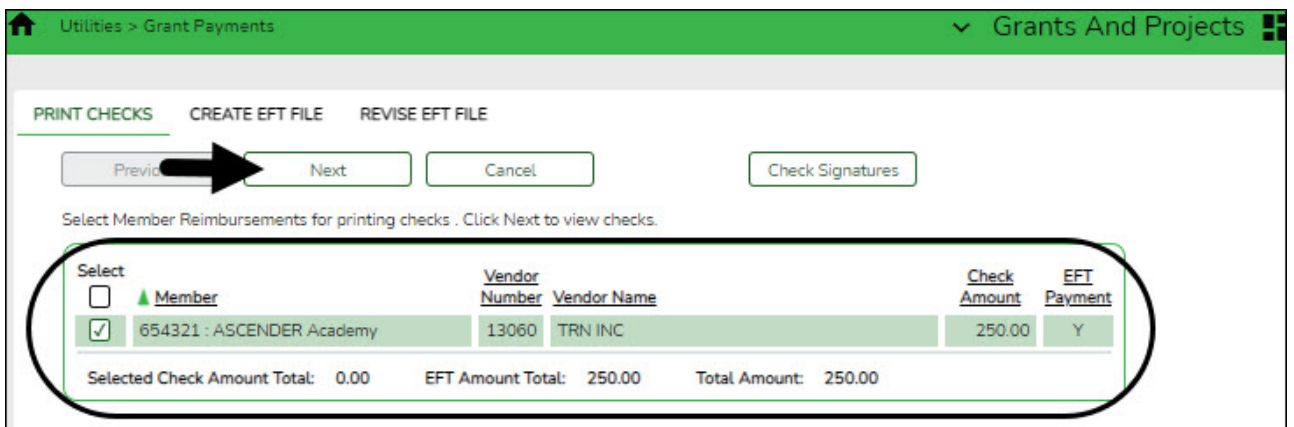 Utilities > Grant Payments
Grants And Projects
PRINT CHECKS CREATE EFT FILE REVISE EFT FILE
Next Cancel Check Signatures
Select Member Reimbursements for printing checks . Click Next to view checks.
Select Vendor Check EFT
Member Number Vendor Name Amount Payment
654321 : ASCENDER Academy 13060 TRN INC 250.00 Y
Selected Check Amount Total: 0.00 EFT Amount Total: 250.00 Total Amount: 250.00